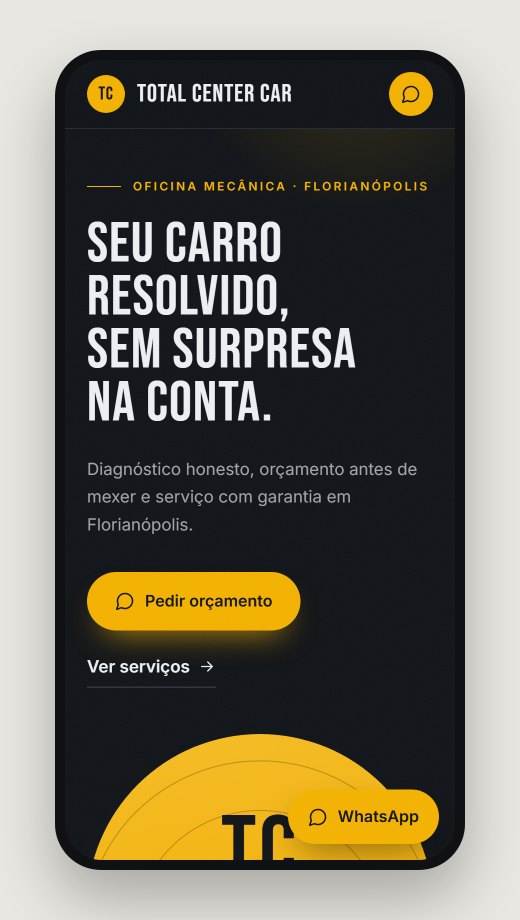 TC TOTAL CENTER CAR
OFICINA MECÂNICA · FLORIANÓPOLIS
SEU CARRO
RESOLVIDO,
SEM SURPRESA
NA CONTA.
Diagnóstico honesto, orçamento antes de
mexer e serviço com garantia em
Florianópolis.
Pedir orçamento
Ver serviços →
TC
WhatsApp